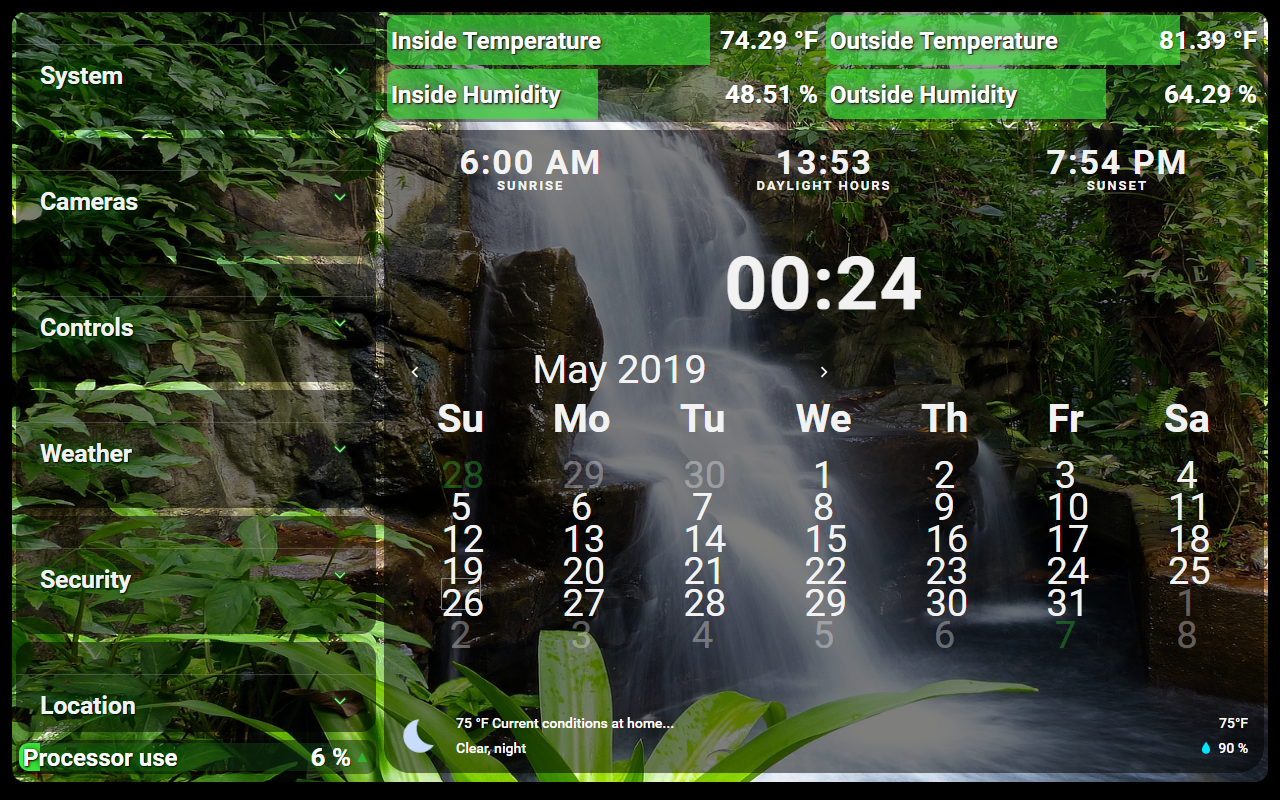 Inside Temperature 74.29 °F Outside Temperature 81.39 °F
System
Inside Humidity 48.51 % Outside Humidity 64.29 %
6:00 AM 13:53 7:54 PM
SUNRISE DAYLIGHT HOURS SUNSET
Cameras
00:24
Controls
May 2019
Su Mo Tu We Th Fr Sa
Weather
28 29 30 1 2 3 4
5 6 7 8 9 10 11
12 13 14 15 16 17 18
19 20 21 22 23 24 25
Security
26 27 28 29 30 31 1
2 3 4 5 6 7 8
Location
75 °F Current conditions at home... 75°F
Clear, night 90 %
Processor use 6 %